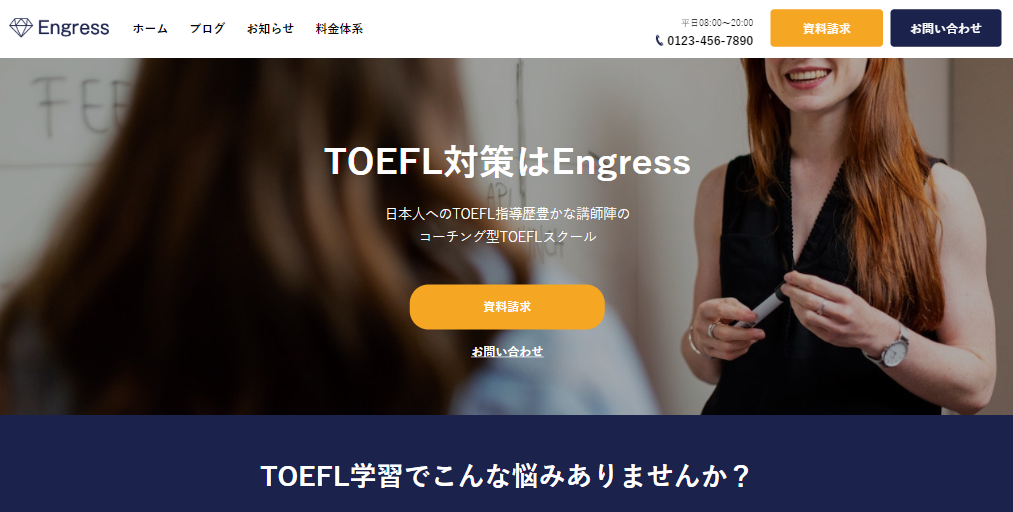 Engress
ホーム
ブログ
お知らせ
料金体系
平日08:00〜20:00
0123-456-7890
資料請求
お問い合わせ
TOEFL対策はEngress
日本人へのTOEFL指導歴豊かな講師陣の
コーチング型TOEFLスクール
資料請求
お問い合わせ
TOEFL学習でこんな悩みありませんか？